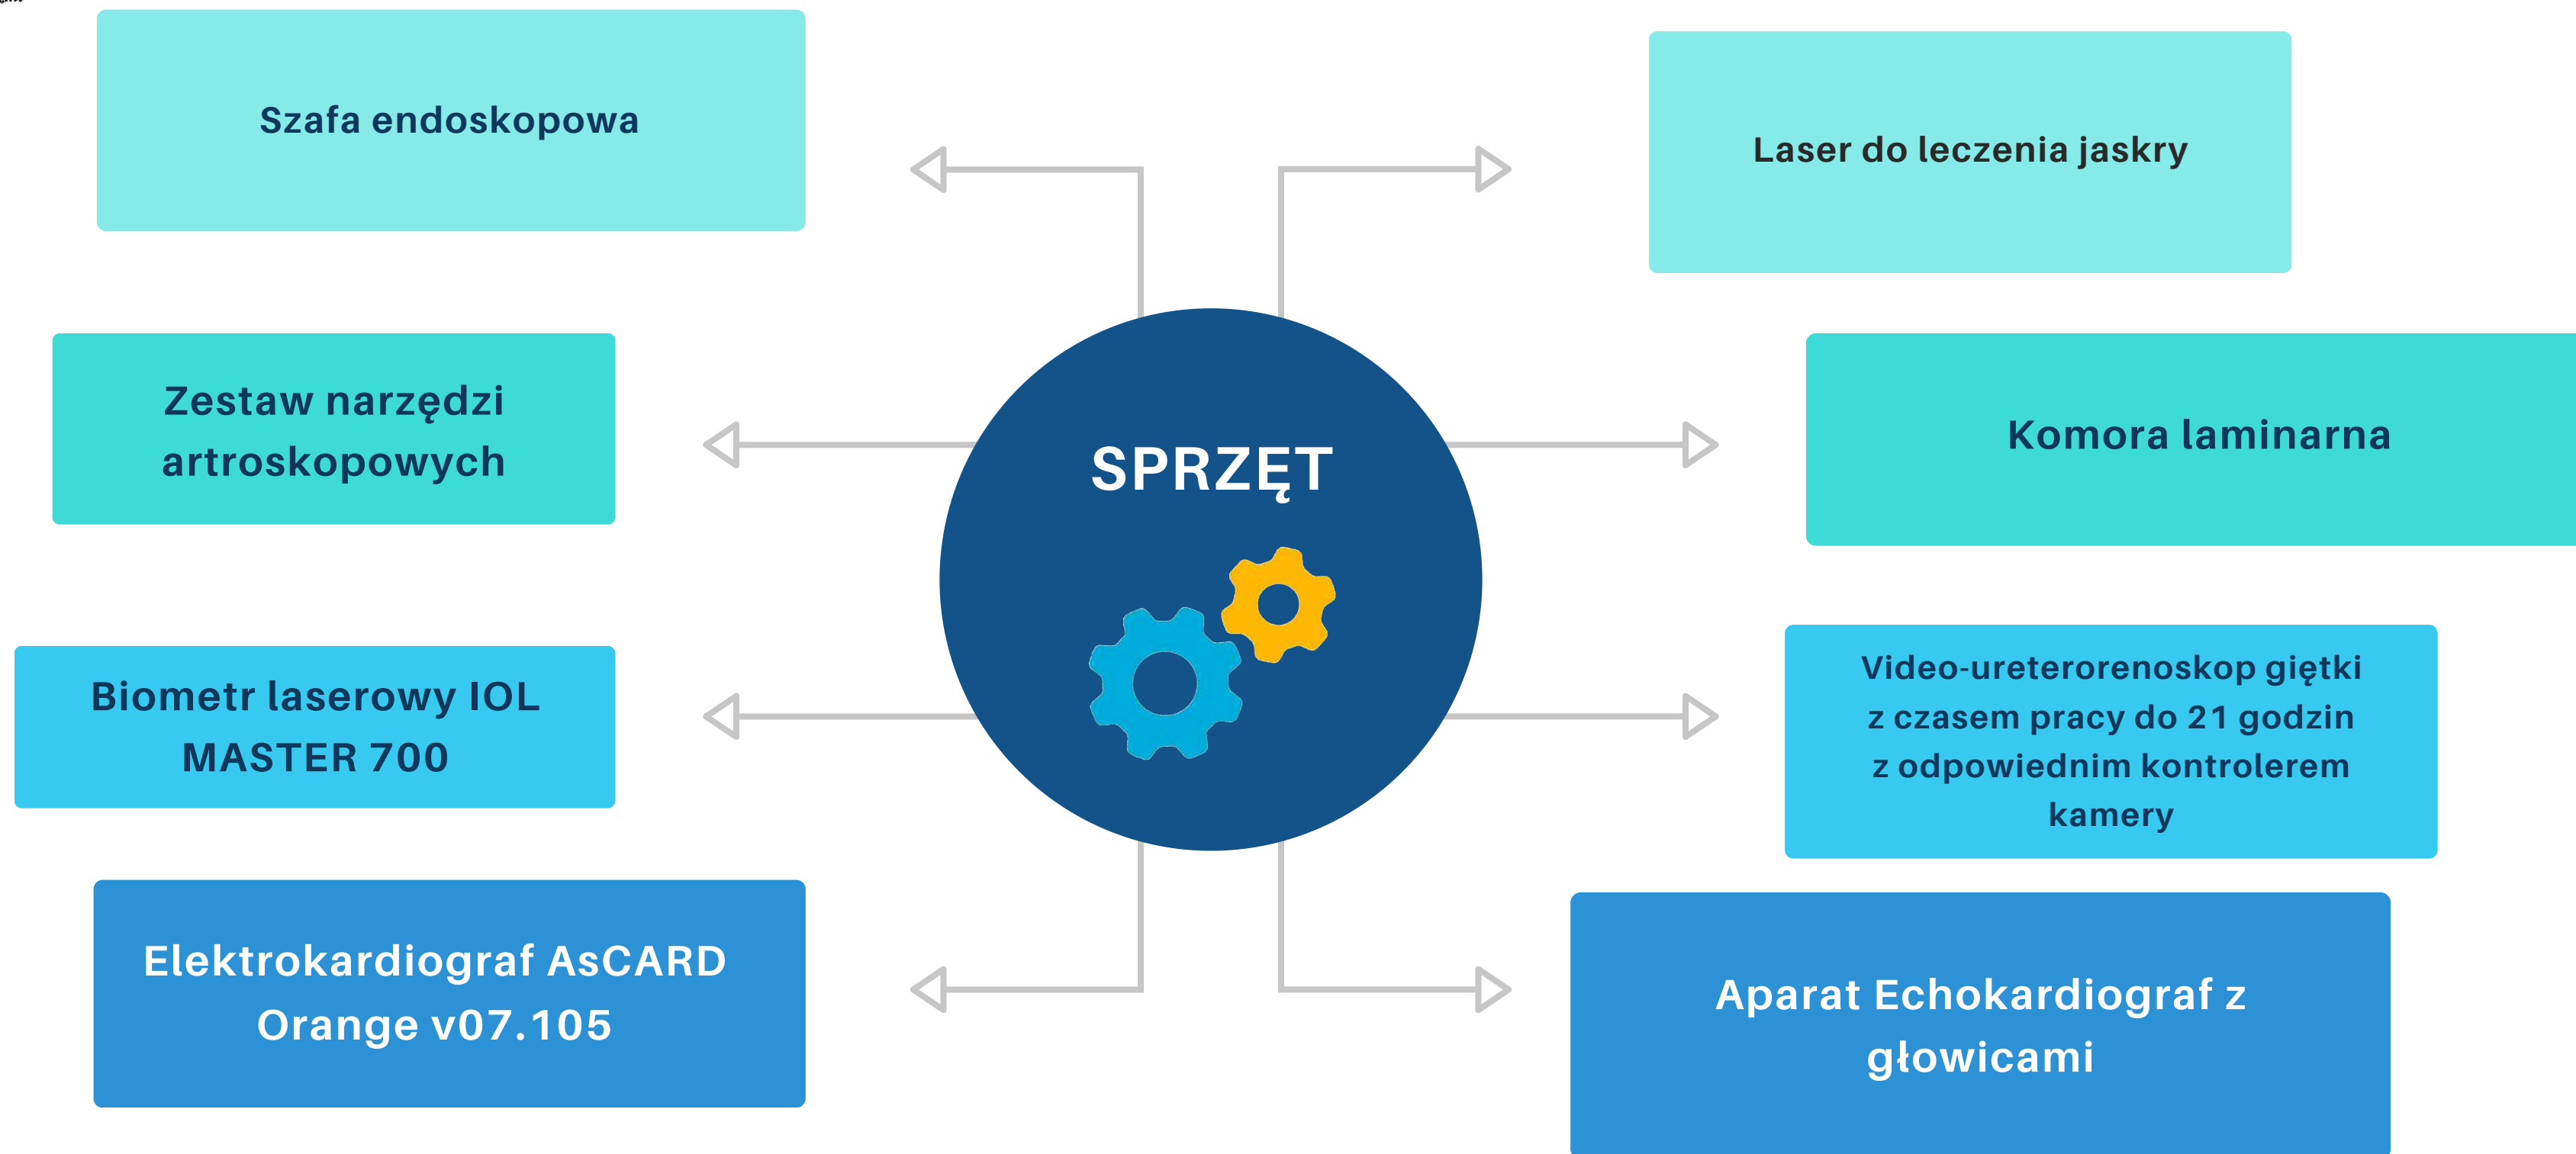 Szafa endoskopowa
Laser do leczenia jaskry
Zestaw narzędzi
artroskopowych
SPRZĘT
Komora laminarna
Biometr laserowy IOL
MASTER 700
Video-ureterorenoskop giętki
z czasem pracy do 21 godzin
z odpowiednim kontrolerem
kamery
Elektrokardiograf AsCARD
Orange v07.105
Aparat Echokardiograf z
głowicami